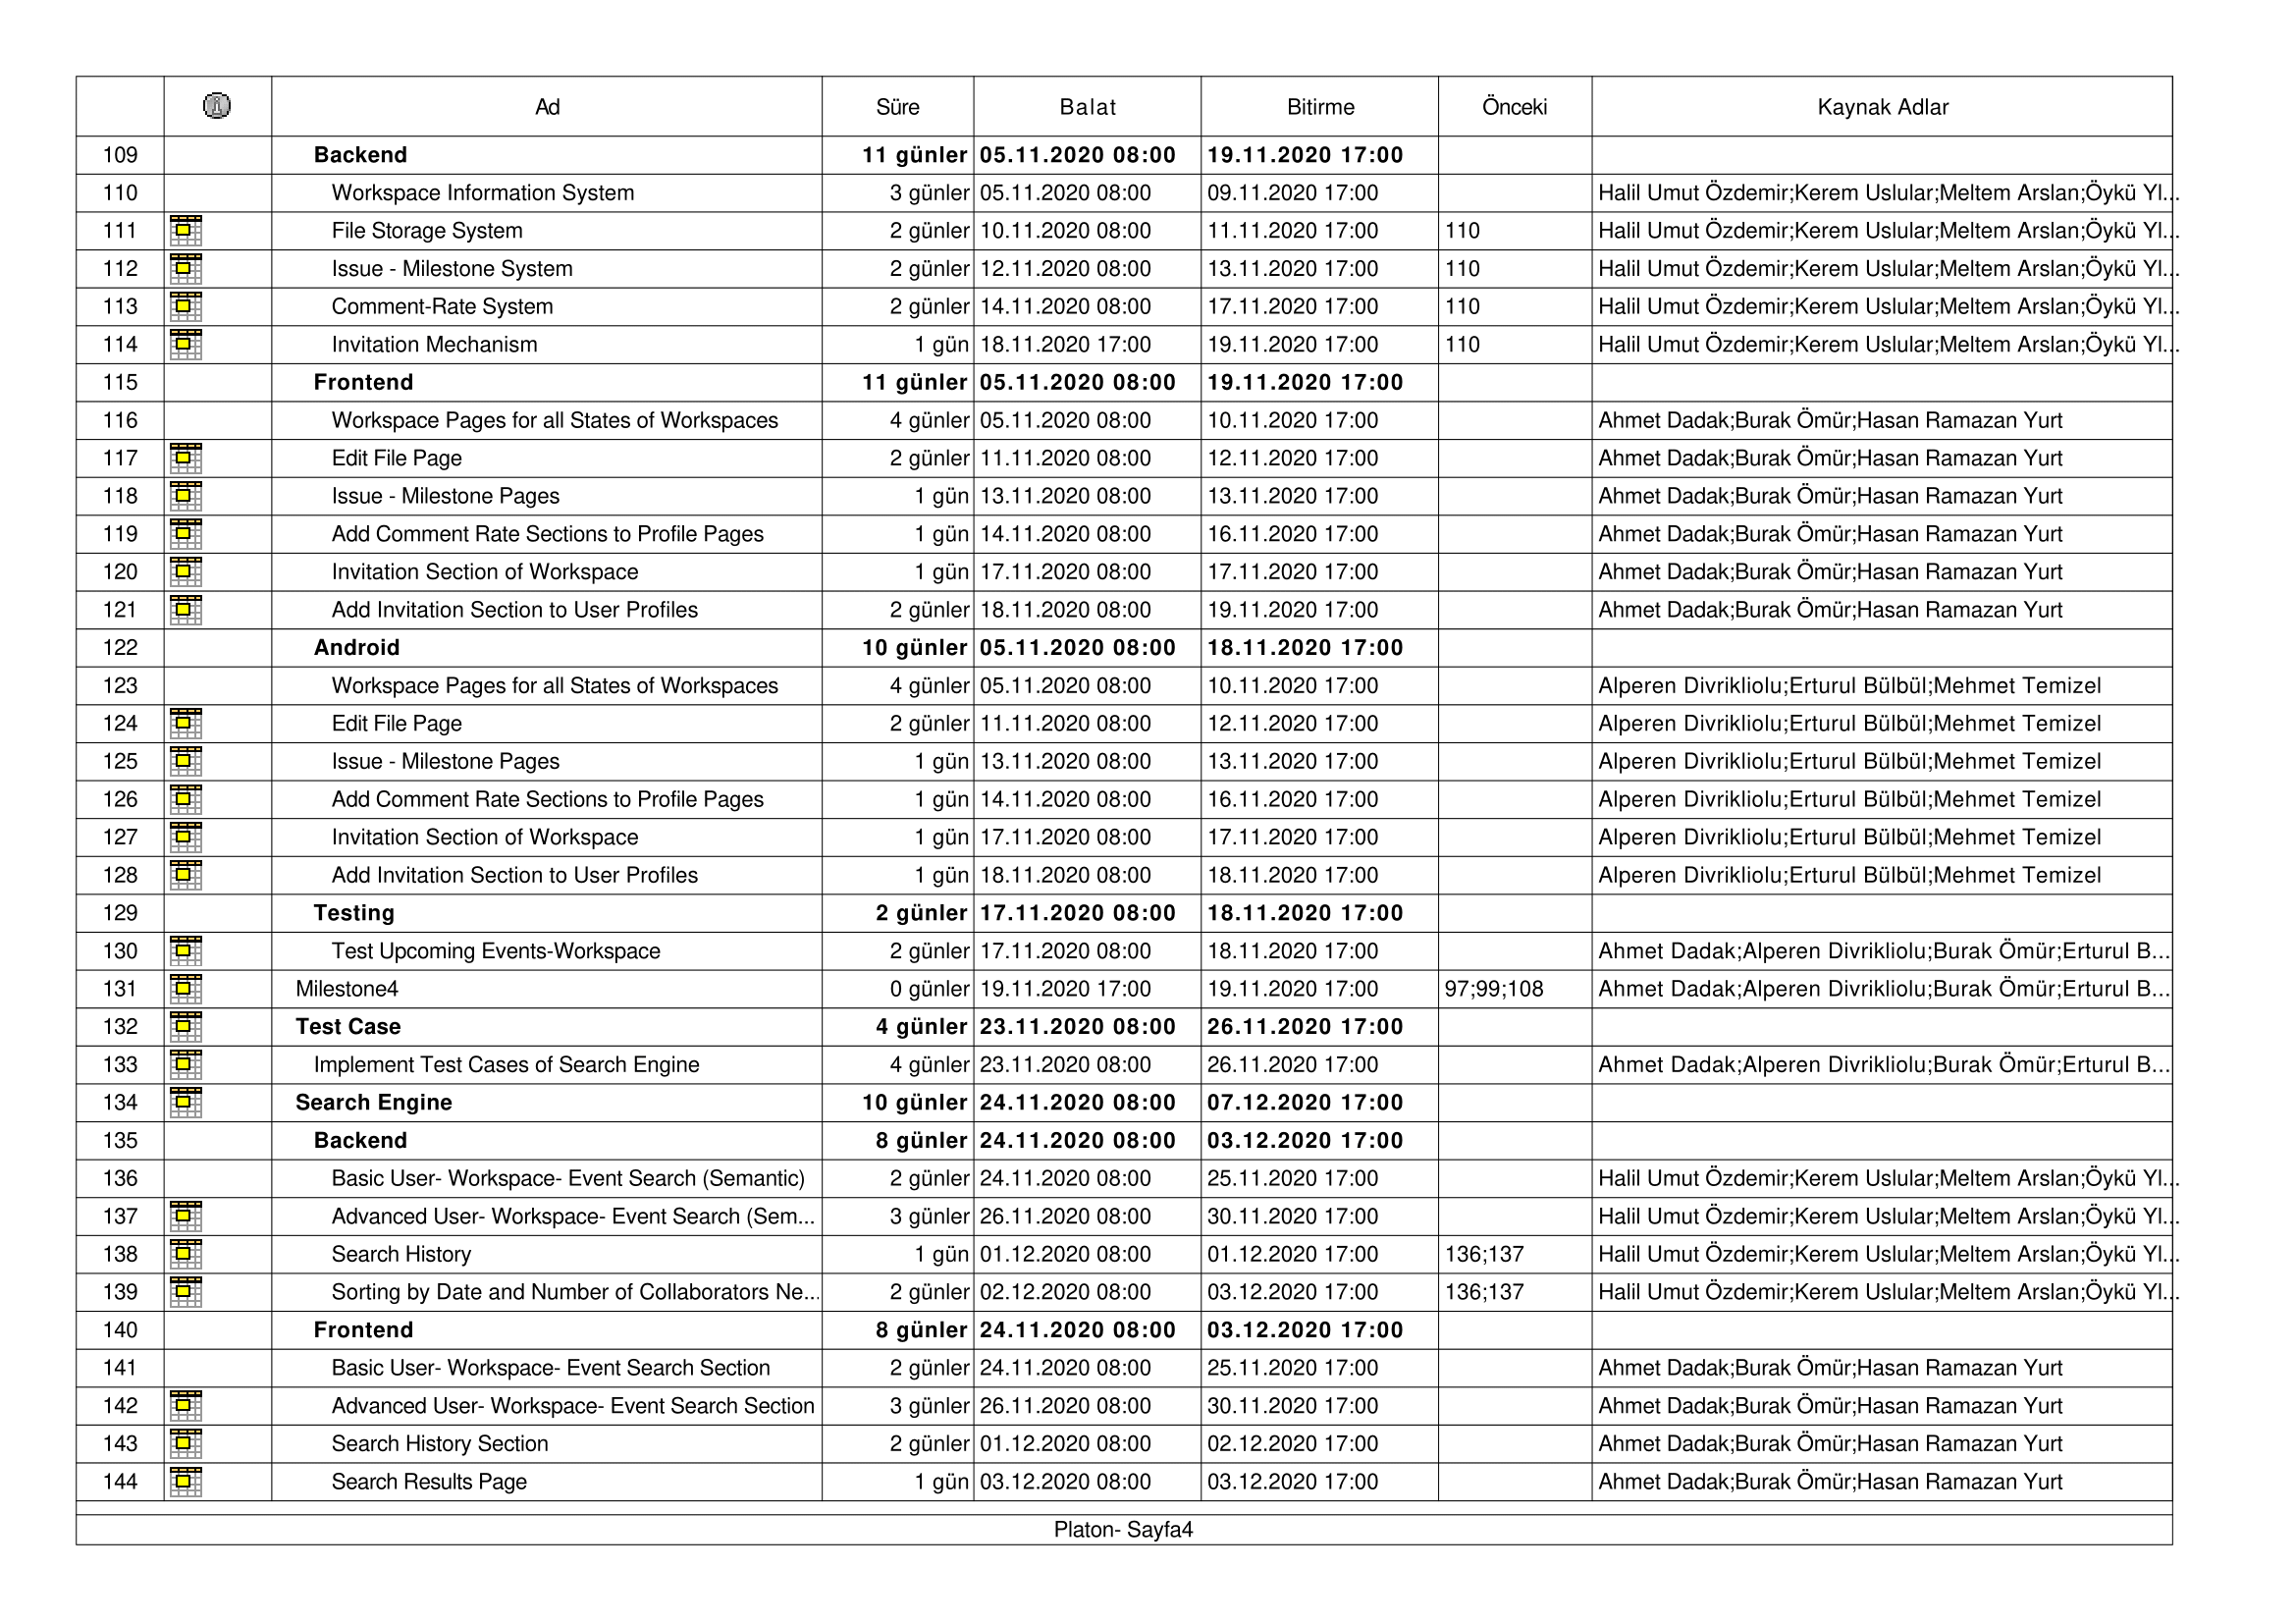 Ad Süre Balat Bitirme Önceki Kaynak Adlar
109 Backend 11 günler 05.11.2020 08:00 19.11.2020 17:00
110 Workspace Information System 3 günler 05.11.2020 08:00 09.11.2020 17:00 Halil Umut Özdemir;Kerem Uslular;Meltem Arslan;Öykü Yl...
111 File Storage System 2 günler 10.11.2020 08:00 11.11.2020 17:00 110 Halil Umut Özdemir;Kerem Uslular;Meltem Arslan;Öykü Yl...
112 Issue - Milestone System 2 günler 12.11.2020 08:00 13.11.2020 17:00 110 Halil Umut Özdemir;Kerem Uslular;Meltem Arslan;Öykü Yl...
113 Comment-Rate System 2 günler 14.11.2020 08:00 17.11.2020 17:00 110 Halil Umut Özdemir;Kerem Uslular;Meltem Arslan;Öykü Yl...
114 Invitation Mechanism 1 gün 18.11.2020 17:00 19.11.2020 17:00 110 Halil Umut Özdemir;Kerem Uslular;Meltem Arslan;Öykü Yl...
115 Frontend 11 günler 05.11.2020 08:00 19.11.2020 17:00
116 Workspace Pages for all States of Workspaces 4 günler 05.11.2020 08:00 10.11.2020 17:00 Ahmet Dadak;Burak Ömür;Hasan Ramazan Yurt
117 Edit File Page 2 günler 11.11.2020 08:00 12.11.2020 17:00 Ahmet Dadak;Burak Ömür;Hasan Ramazan Yurt
118 Issue - Milestone Pages 1 gün 13.11.2020 08:00 13.11.2020 17:00 Ahmet Dadak;Burak Ömür;Hasan Ramazan Yurt
119 Add Comment Rate Sections to Profile Pages 1 gün 14.11.2020 08:00 16.11.2020 17:00 Ahmet Dadak;Burak Ömür;Hasan Ramazan Yurt
120 Invitation Section of Workspace 1 gün 17.11.2020 08:00 17.11.2020 17:00 Ahmet Dadak;Burak Ömür;Hasan Ramazan Yurt
121 Add Invitation Section to User Profiles 2 günler 18.11.2020 08:00 19.11.2020 17:00 Ahmet Dadak;Burak Ömür;Hasan Ramazan Yurt
122 Android 10 günler 05.11.2020 08:00 18.11.2020 17:00
123 Workspace Pages for all States of Workspaces 4 günler 05.11.2020 08:00 10.11.2020 17:00 Alperen Divrikliolu;Erturul Bülbül;Mehmet Temizel
124 Edit File Page 2 günler 11.11.2020 08:00 12.11.2020 17:00 Alperen Divrikliolu;Erturul Bülbül;Mehmet Temizel
125 Issue - Milestone Pages 1 gün 13.11.2020 08:00 13.11.2020 17:00 Alperen Divrikliolu;Erturul Bülbül;Mehmet Temizel
126 Add Comment Rate Sections to Profile Pages 1 gün 14.11.2020 08:00 16.11.2020 17:00 Alperen Divrikliolu;Erturul Bülbül;Mehmet Temizel
127 Invitation Section of Workspace 1 gün 17.11.2020 08:00 17.11.2020 17:00 Alperen Divrikliolu;Erturul Bülbül;Mehmet Temizel
128 Add Invitation Section to User Profiles 1 gün 18.11.2020 08:00 18.11.2020 17:00 Alperen Divrikliolu;Erturul Bülbül;Mehmet Temizel
129 Testing 2 günler 17.11.2020 08:00 18.11.2020 17:00
130 Test Upcoming Events-Workspace 2 günler 17.11.2020 08:00 18.11.2020 17:00 Ahmet Dadak;Alperen Divrikliolu;Burak Ömür;Erturul B...
131 Milestone4 0 günler 19.11.2020 17:00 19.11.2020 17:00 97;99;108 Ahmet Dadak;Alperen Divrikliolu;Burak Ömür;Erturul B...
132 Test Case 4 günler 23.11.2020 08:00 26.11.2020 17:00
133 Implement Test Cases of Search Engine 4 günler 23.11.2020 08:00 26.11.2020 17:00 Ahmet Dadak;Alperen Divrikliolu;Burak Ömür;Erturul B...
134 Search Engine 10 günler 24.11.2020 08:00 07.12.2020 17:00
135 Backend 8 günler 24.11.2020 08:00 03.12.2020 17:00
136 Basic User- Workspace- Event Search (Semantic) 2 günler 24.11.2020 08:00 25.11.2020 17:00 Halil Umut Özdemir;Kerem Uslular;Meltem Arslan;Öykü Yl...
137 Advanced User- Workspace- Event Search (Sem... 3 günler 26.11.2020 08:00 30.11.2020 17:00 Halil Umut Özdemir;Kerem Uslular;Meltem Arslan;Öykü Yl...
138 Search History 1 gün 01.12.2020 08:00 01.12.2020 17:00 136;137 Halil Umut Özdemir;Kerem Uslular;Meltem Arslan;Öykü Yl...
139 Sorting by Date and Number of Collaborators Ne... 2 günler 02.12.2020 08:00 03.12.2020 17:00 136;137 Halil Umut Özdemir;Kerem Uslular;Meltem Arslan;Öykü Yl...
140 Frontend 8 günler 24.11.2020 08:00 03.12.2020 17:00
141 Basic User- Workspace- Event Search Section 2 günler 24.11.2020 08:00 25.11.2020 17:00 Ahmet Dadak;Burak Ömür;Hasan Ramazan Yurt
142 Advanced User- Workspace- Event Search Section 3 günler 26.11.2020 08:00 30.11.2020 17:00 Ahmet Dadak;Burak Ömür;Hasan Ramazan Yurt
143 Search History Section 2 günler 01.12.2020 08:00 02.12.2020 17:00 Ahmet Dadak;Burak Ömür;Hasan Ramazan Yurt
144 Search Results Page 1 gün 03.12.2020 08:00 03.12.2020 17:00 Ahmet Dadak;Burak Ömür;Hasan Ramazan Yurt
Platon- Sayfa4